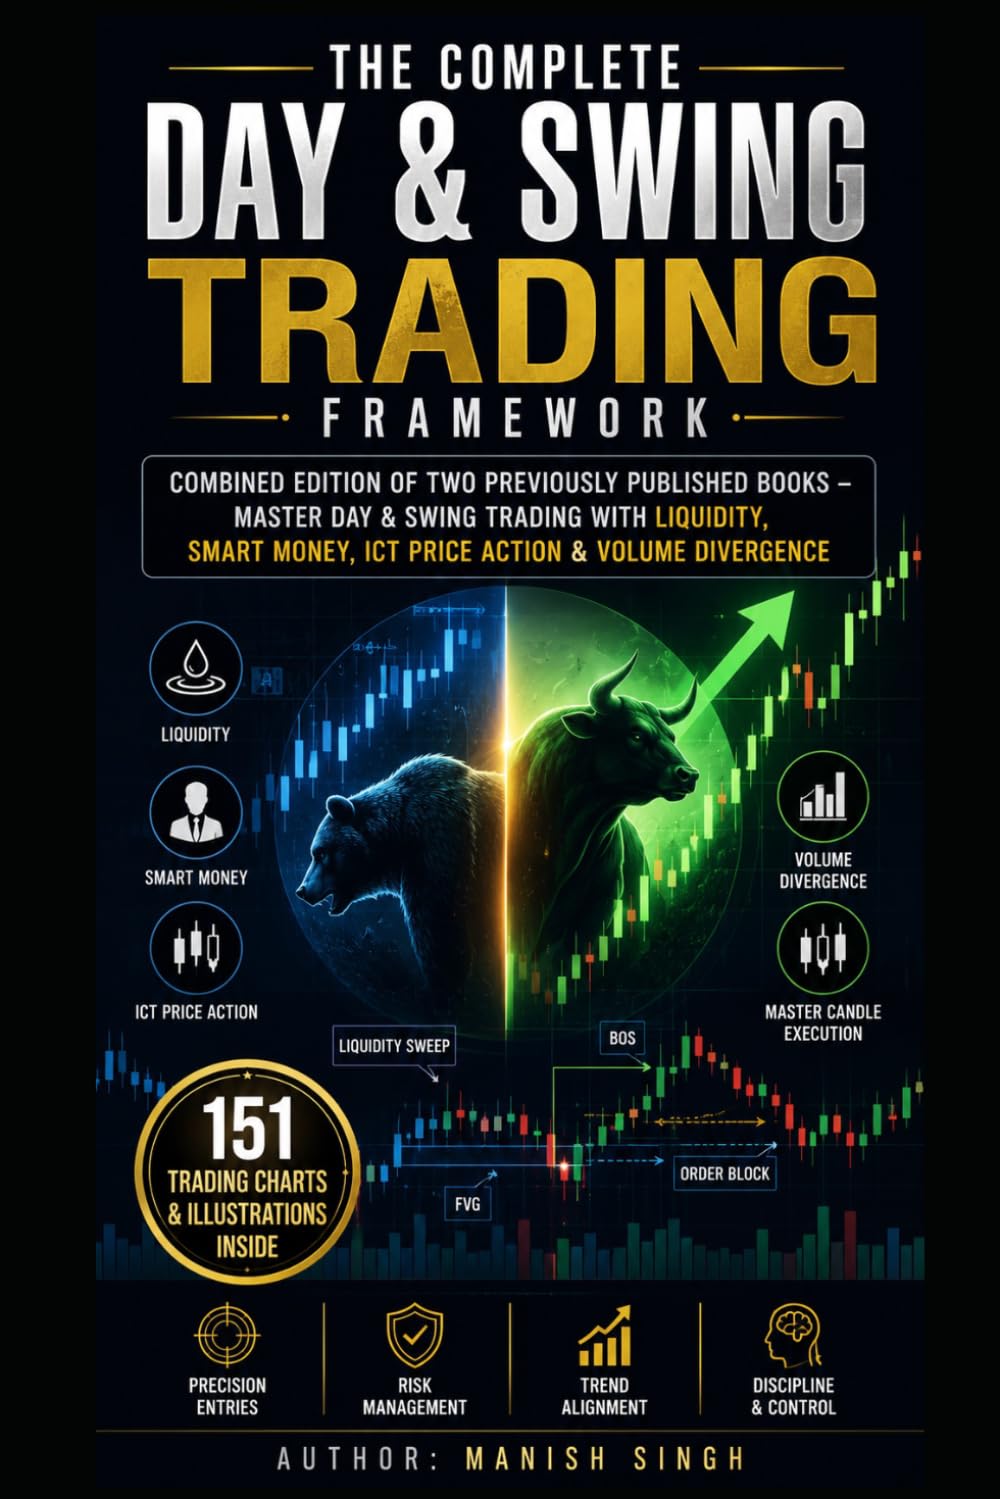 THE COMPLETE
DAY & SWING
TRADING
FRAMEWORK
COMBINED EDITION OF TWO PREVIOUSLY PUBLISHED BOOKS –
MASTER DAY & SWING TRADING WITH LIQUIDITY,
SMART MONEY, ICT PRICE ACTION & VOLUME DIVERGENCE
LIQUIDITY
SMART MONEY
ICT PRICE ACTION
VOLUME
DIVERGENCE
MASTER CANDLE
EXECUTION
LIQUIDITY SWEEP
BOS
FVG
ORDER BLOCK
151
TRADING CHARTS
& ILLUSTRATIONS
INSIDE
PRECISION
ENTRIES
RISK
MANAGEMENT
TREND
ALIGNMENT
DISCIPLINE
& CONTROL
AUTHOR: MANISH SINGH